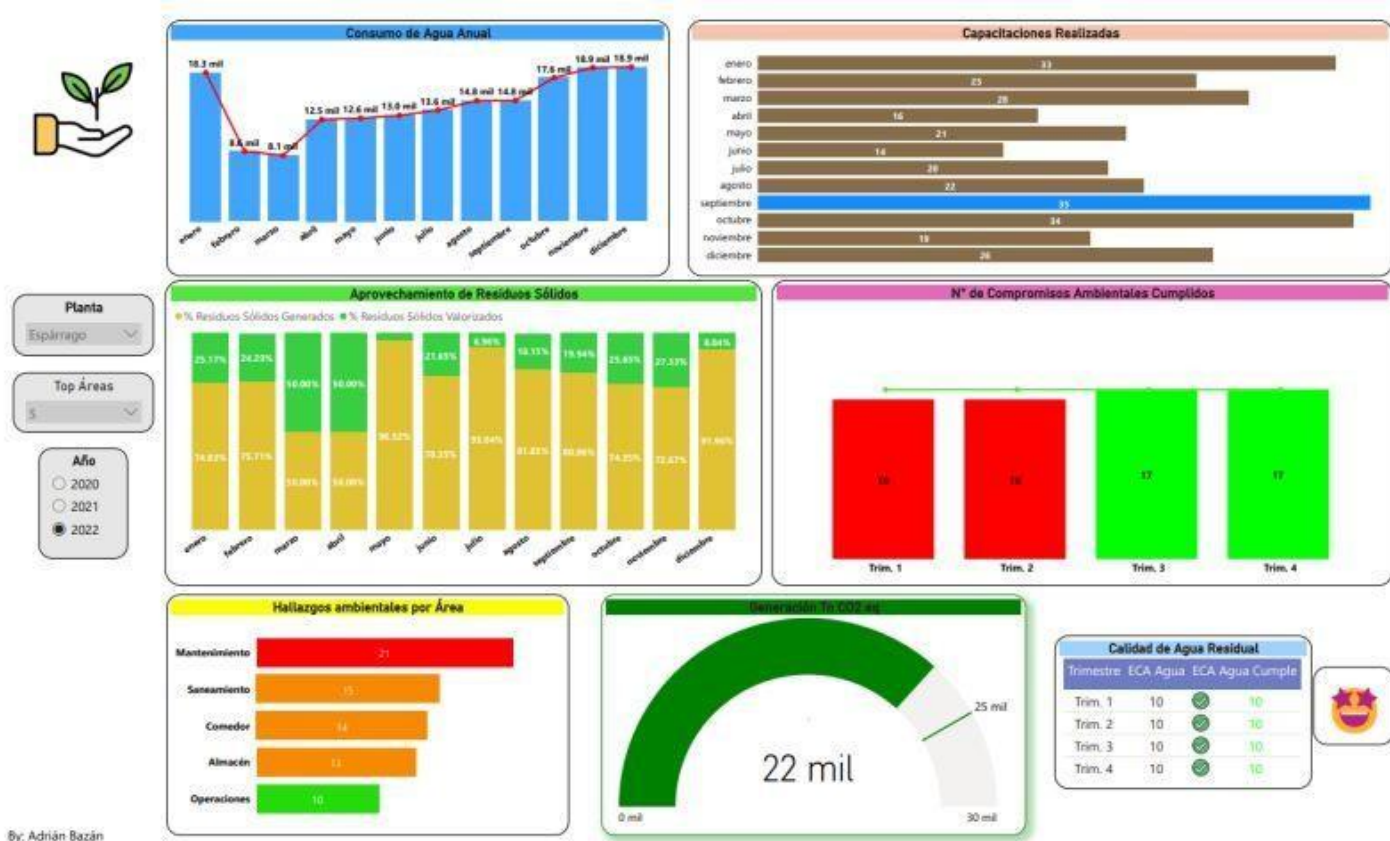 Consumo de Agua Anual
18.3 mil
8.1 mil
12.5 mil
12.6 mil
13.0 mil
13.6 mil
14.8 mil
14.8 mil
17.6 mil
18.9 mil
18.9 mil
enero
febrero
marzo
abril
mayo
junio
julio
agosto
septiembre
octubre
noviembre
diciembre
Capacitaciones Realizadas
enero 33
febrero 25
marzo 28
abril 16
mayo 21
junio 14
julio 20
agosto 22
septiembre 35
octubre 34
noviembre 19
diciembre 26
Planta
Espárrago
Top Áreas
5
Año
2020
2021
2022
Aprovechamiento de Residuos Sólidos
% Residuos Sólidos Generados % Residuos Sólidos Valorizados
25.17%
24.29%
50.00%
50.00%
21.65%
6.96%
18.15%
19.94%
25.65%
27.33%
8.04%
74.83%
75.71%
50.00%
50.00%
96.52%
78.35%
93.04%
81.85%
80.06%
74.35%
72.67%
91.96%
enero
febrero
marzo
abril
mayo
junio
julio
agosto
septiembre
octubre
noviembre
diciembre
N° de Compromisos Ambientales Cumplidos
16
16
17
17
Trim. 1
Trim. 2
Trim. 3
Trim. 4
Hallazgos ambientales por Área
Mantenimiento 21
Saneamiento 15
Comedor 14
Almacén 13
Operaciones 10
Generación Tn CO2 eq
25 mil
22 mil
0 mil
30 mil
Calidad de Agua Residual
Trimestre ECA Agua ECA Agua Cumple
Trim. 1 10 10
Trim. 2 10 10
Trim. 3 10 10
Trim. 4 10 10
By: Adrián Bazán